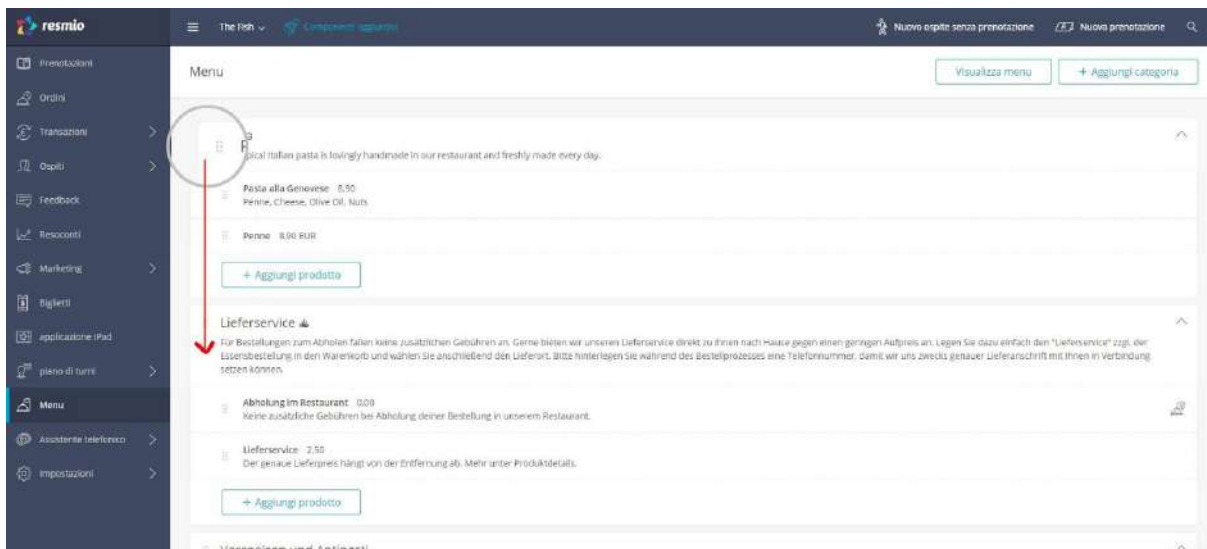 resmio
The Fish
Componenti aggiuntivi
Nuovo ospite senza prenotazione
Nuova prenotazione
Prenotazioni
Menu
Visualizza menu
+ Aggiungi categoria
Ordini
Transazioni
Ospiti
Feedback
Resoconti
Marketing
Biglietti
applicazione iPad
pieno di turni
Menu
Assistente telefonico
Impostazioni
pical Italian pasta is lovingly handmade in our restaurant and freshly made every day.
Pasta alla Genovese 8,90
Penne, Cheese, Olive Oil, Nuts
Penne 8,90 EUR
+ Aggiungi prodotto
Lieferservice
Für Bestellungen zum Abholen fallen keine zusätzlichen Gebühren an. Gerne bieten wir unseren Lieferservice direkt zu Ihnen nach Hause gegen einen geringen Aufpreis an. Legen Sie dazu einfach den "Lieferservice" zzgl. der
Essensbestellung in den Warenkorb und wählen Sie anschließend den Lieferort. Bitte hinterlegen Sie während des Bestellprozesses eine Telefonnummer, damit wir uns zwecks genauer Lieferanschrift mit Ihnen in Verbindung
setzen können.
Abholung im Restaurant 0,00
Keine zusätzliche Gebühren bei Abholung deiner Bestellung in unserem Restaurant.
Lieferservice 2,50
Der genaue Lieferpreis hängt von der Entfernung ab. Mehr unter Produktdetails.
+ Aggiungi prodotto
Vorspeisen und Antipasti